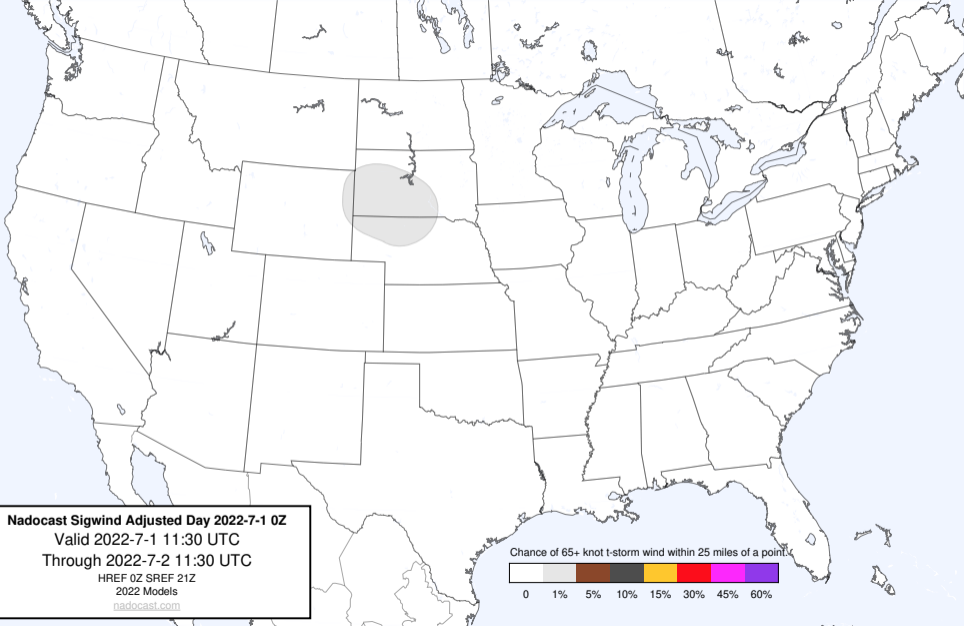 Nadocast Sigwind Adjusted Day 2022-7-1 0Z
Valid 2022-7-1 11:30 UTC
Through 2022-7-2 11:30 UTC
HREF 0Z SREF 21Z
2022 Models
nadocast.com
Chance of 65+ knot t-storm wind within 25 miles of a point.
0 1% 5% 10% 15% 30% 45% 60%